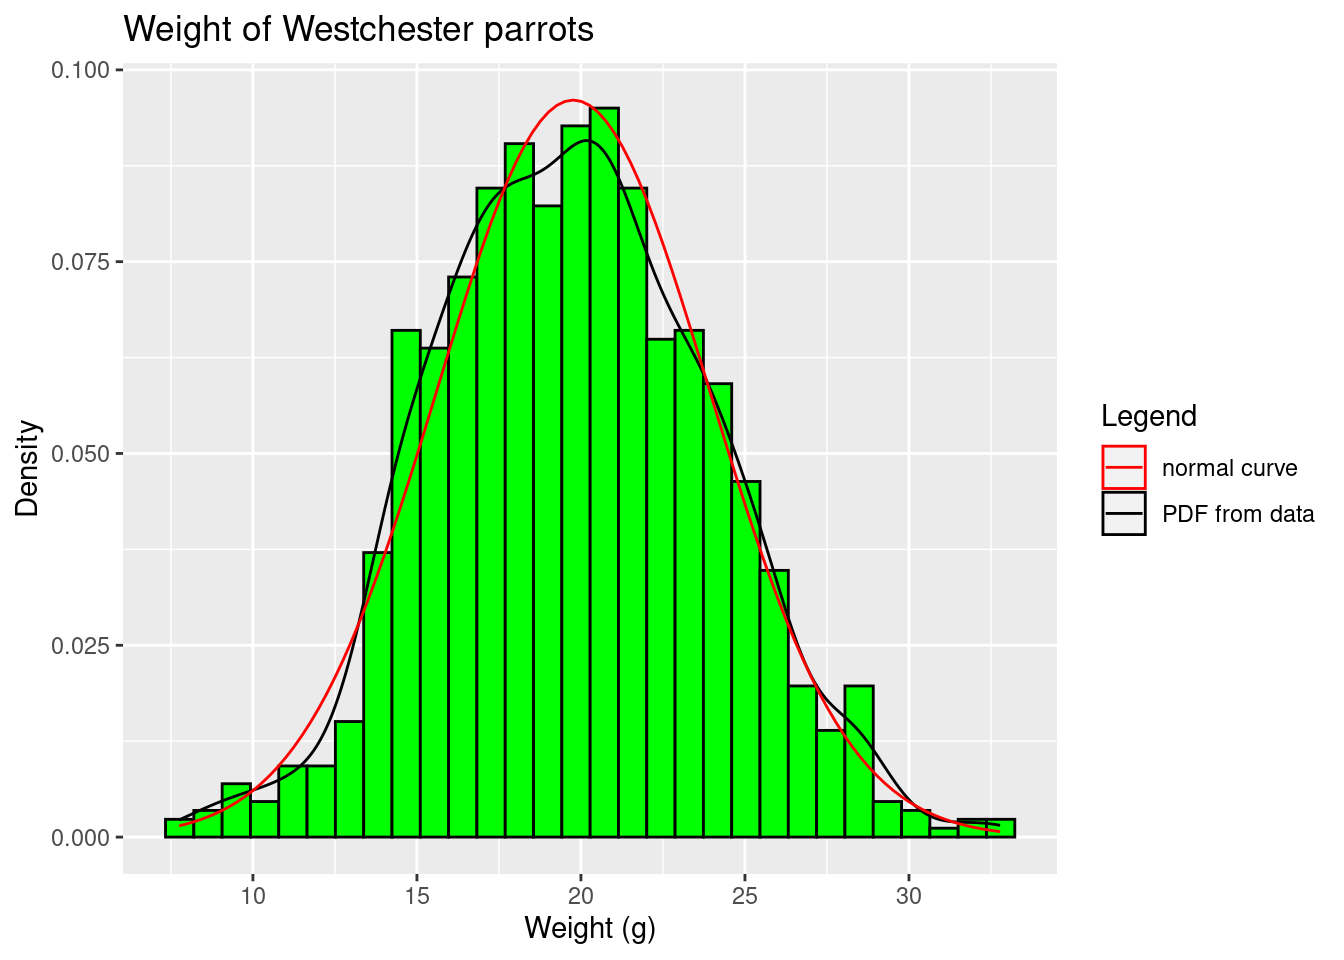 Weight of Westchester parrots
0.100
0.075
0.050
0.025
0.000
Density
10 15 20 25 30
Weight (g)
Legend
normal curve
PDF from data